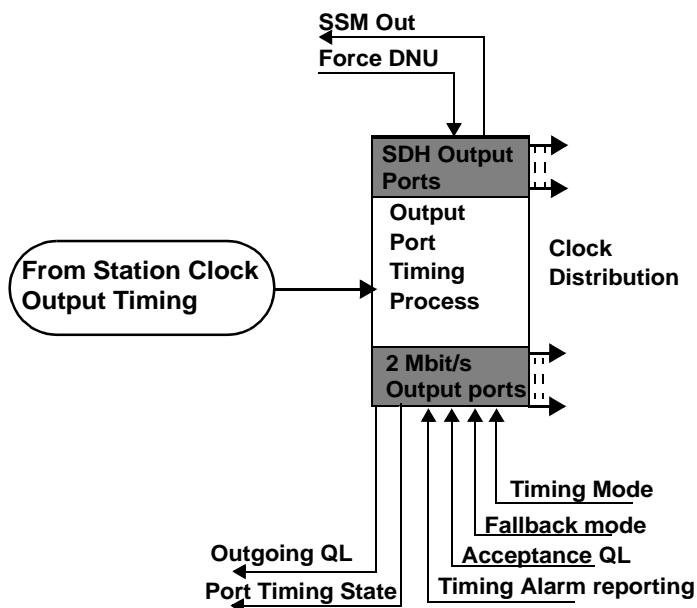 SSM Out
Force DNU
SDH Output
Ports
Output
Port
Timing
Process
Clock
Distribution
From Station Clock
Output Timing
2 Mbit/s
Output ports
Timing Mode
Fallback mode
Outgoing QL
Acceptance QL
Port Timing State
Timing Alarm reporting